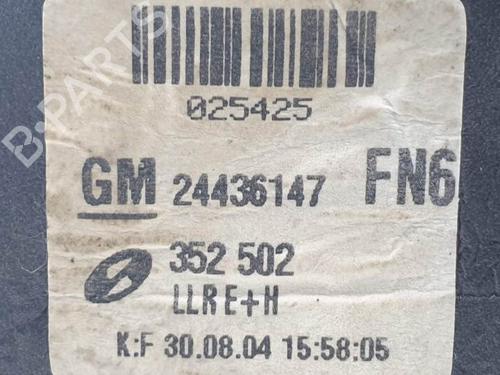 025425
GM 24436147 FN6
352 502
LLR E+H
K:F 30.08.04 15:58:05
B-PARTS